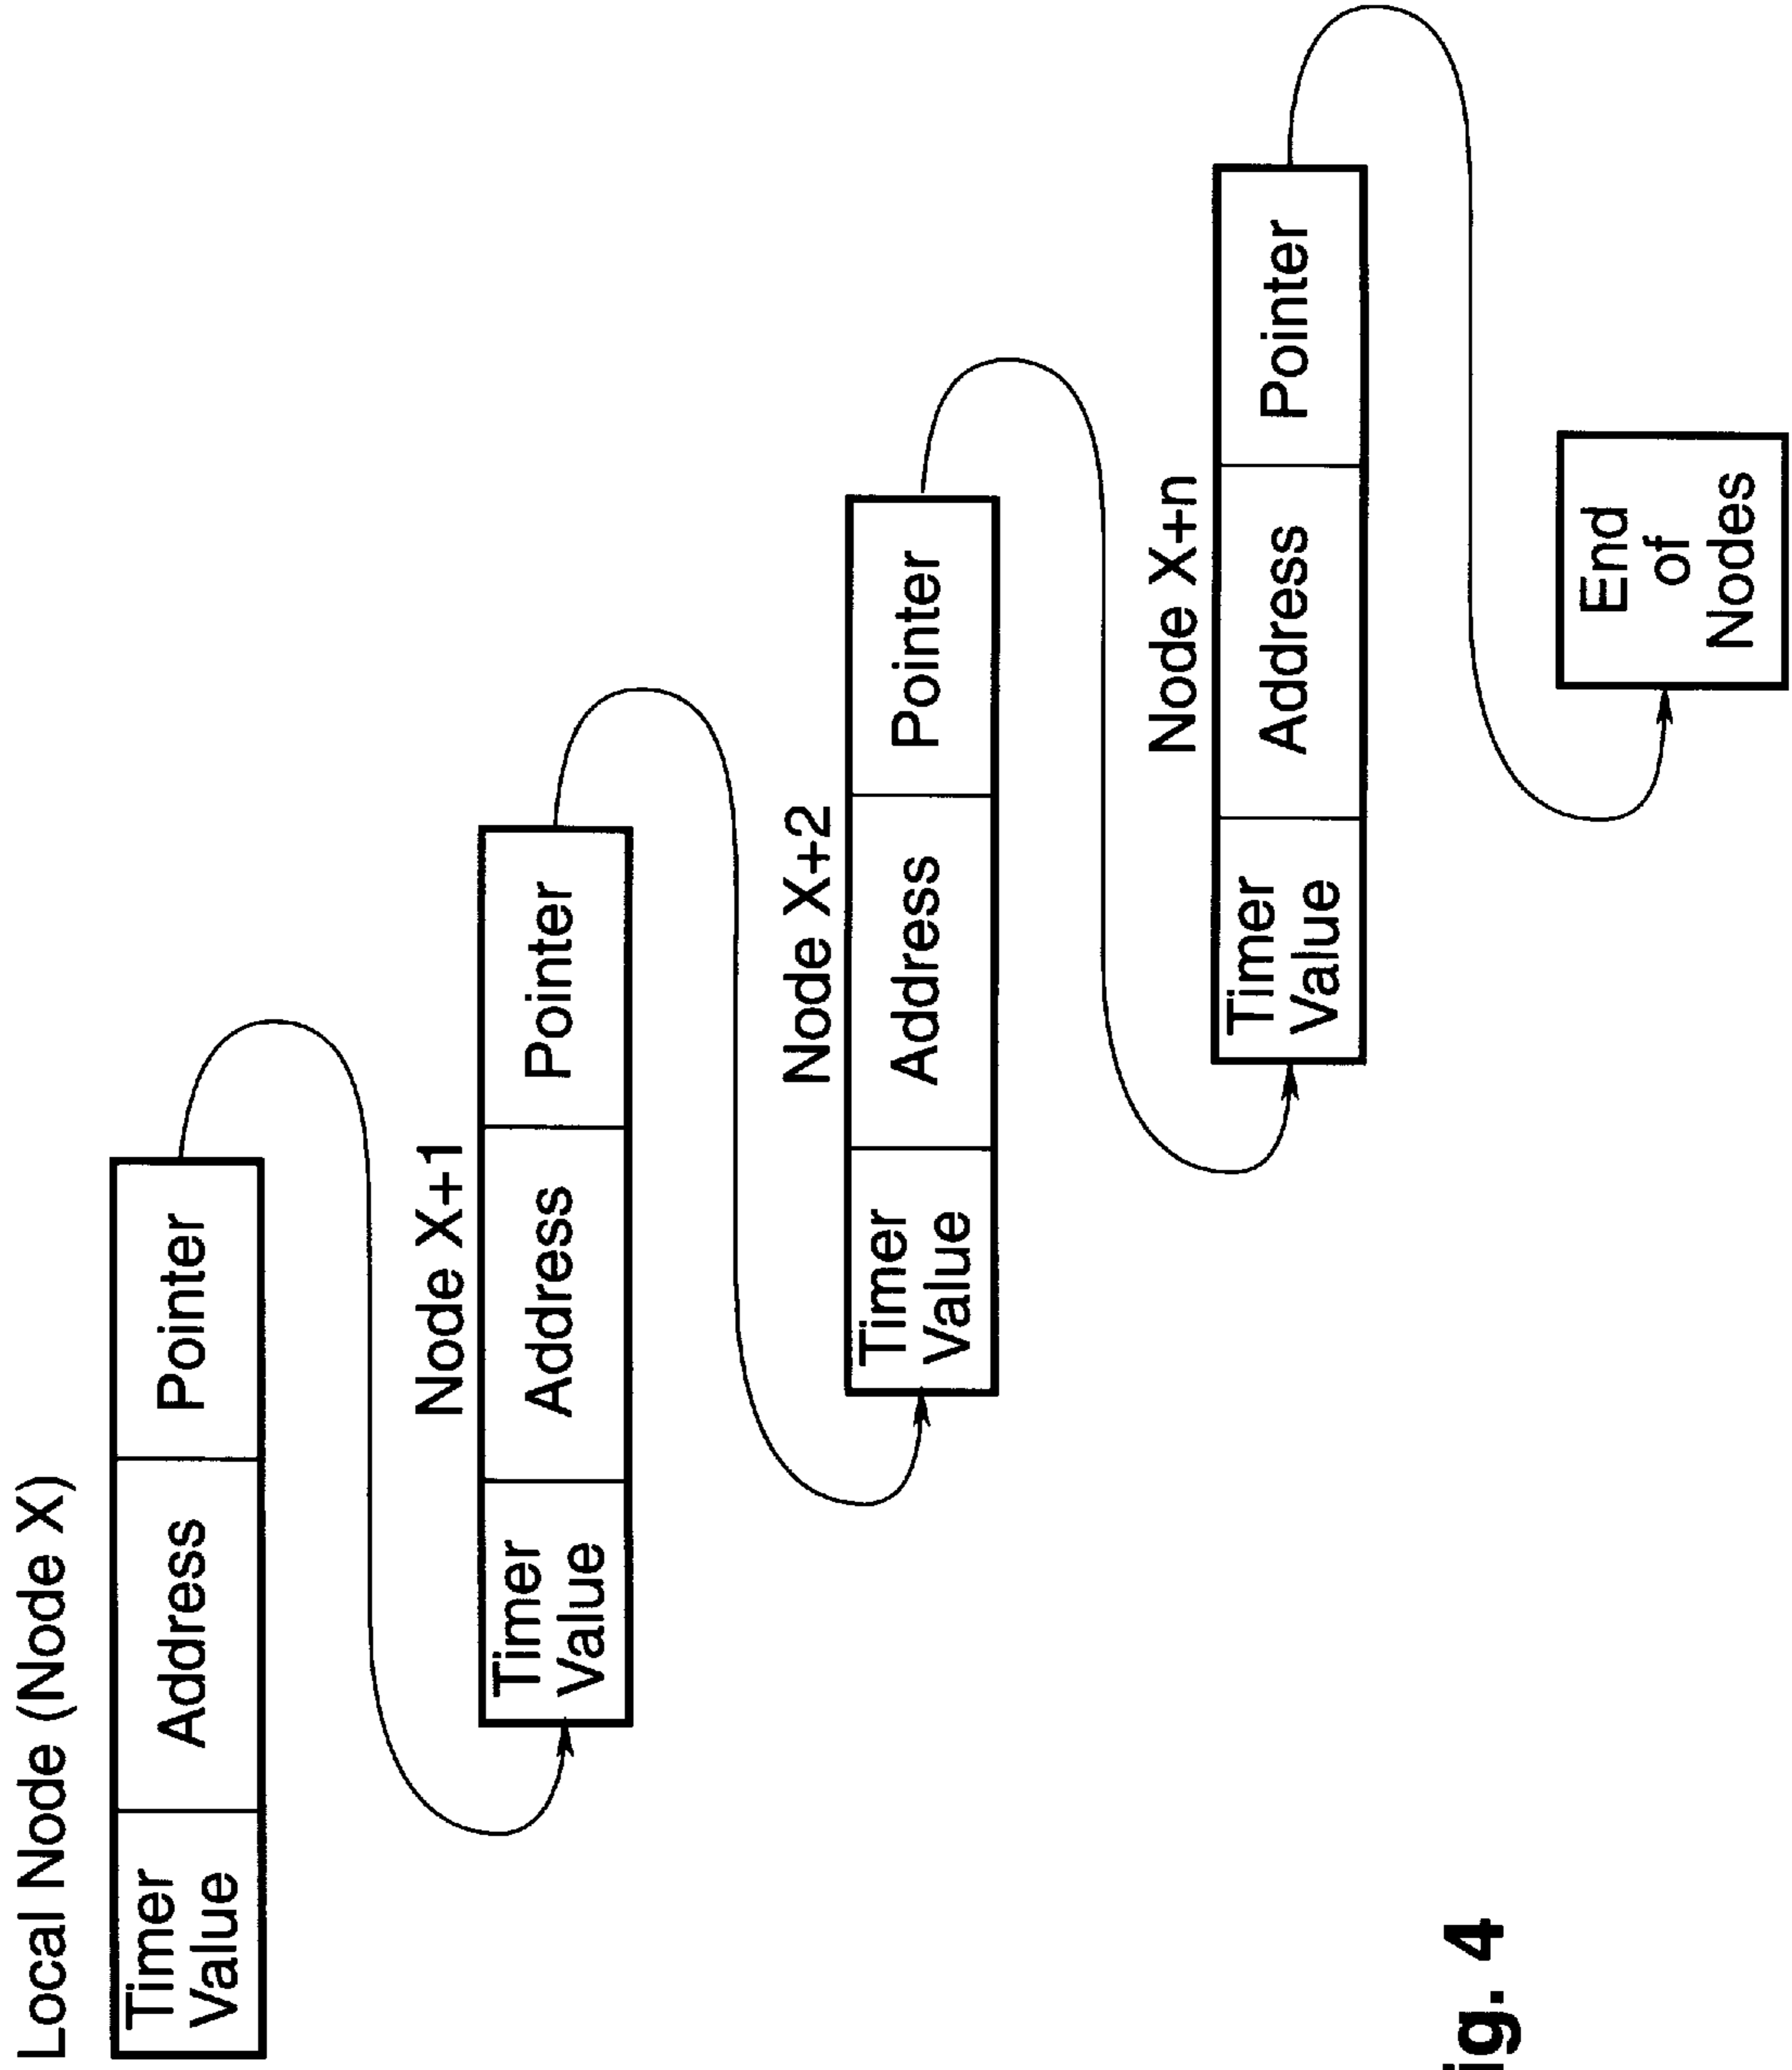 Local Node (Node X)
Timer
Value
Address
Pointer
Node X+1
Timer
Value
Address
Pointer
Node X+2
Timer
Value
Address
Pointer
Node X+n
Timer
Value
Address
Pointer
End
of
Nodes
ig. 4